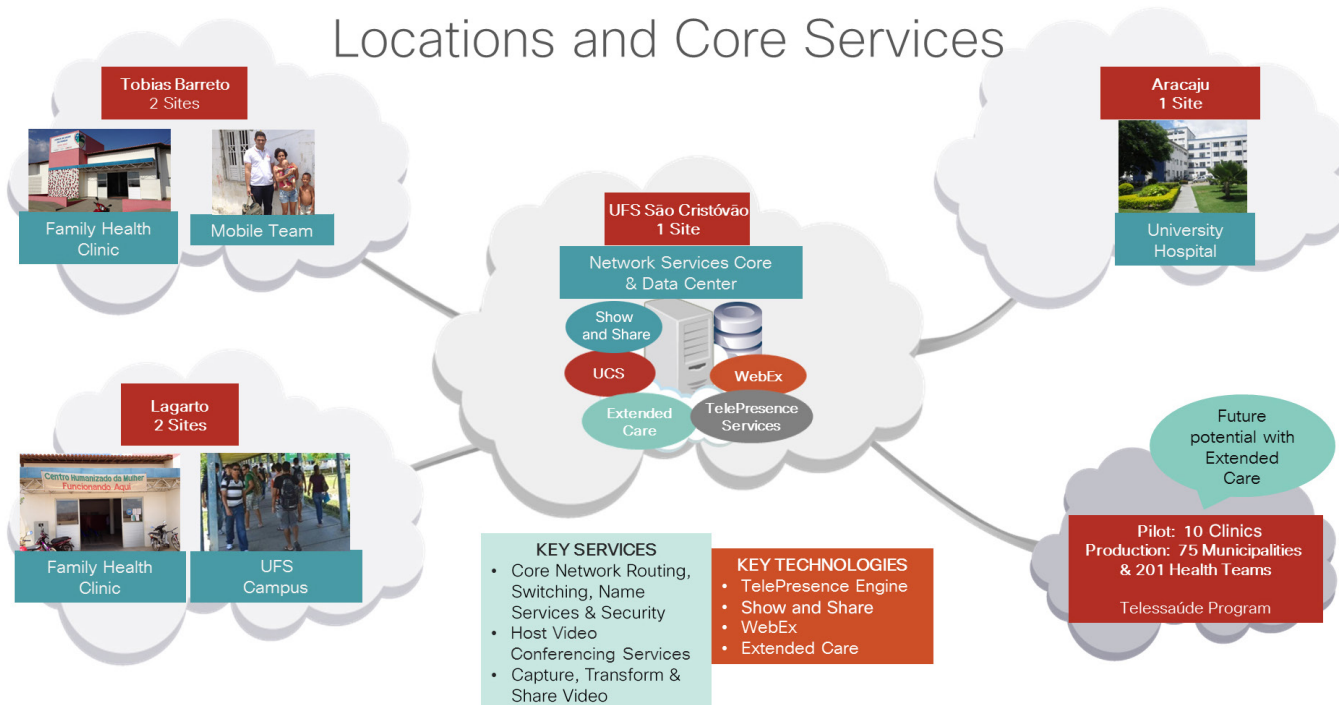 Locations and Core Services
Tobias Barreto
2 Sites
Family Health
Clinic
Mobile Team
Aracaju
1 Site
University
Hospital
UFS São Cristóvão
1 Site
Network Services Core
& Data Center
Show
and Share
UCS
WebEx
Extended
Care
TelePresence
Services
Lagarto
2 Sites
Centro Humanizado da Mulher
Funcionando Aqui
Family Health
Clinic
UFS
Campus
Future
potential with
Extended
Care
Pilot: 10 Clinics
Production: 75 Municipalities
& 201 Health Teams
Telessaúde Program
KEY SERVICES
• Core Network Routing,
Switching, Name
Services & Security
• Host Video
Conferencing Services
• Capture, Transform &
Share Video
KEY TECHNOLOGIES
• TelePresence Engine
• Show and Share
• WebEx
• Extended Care